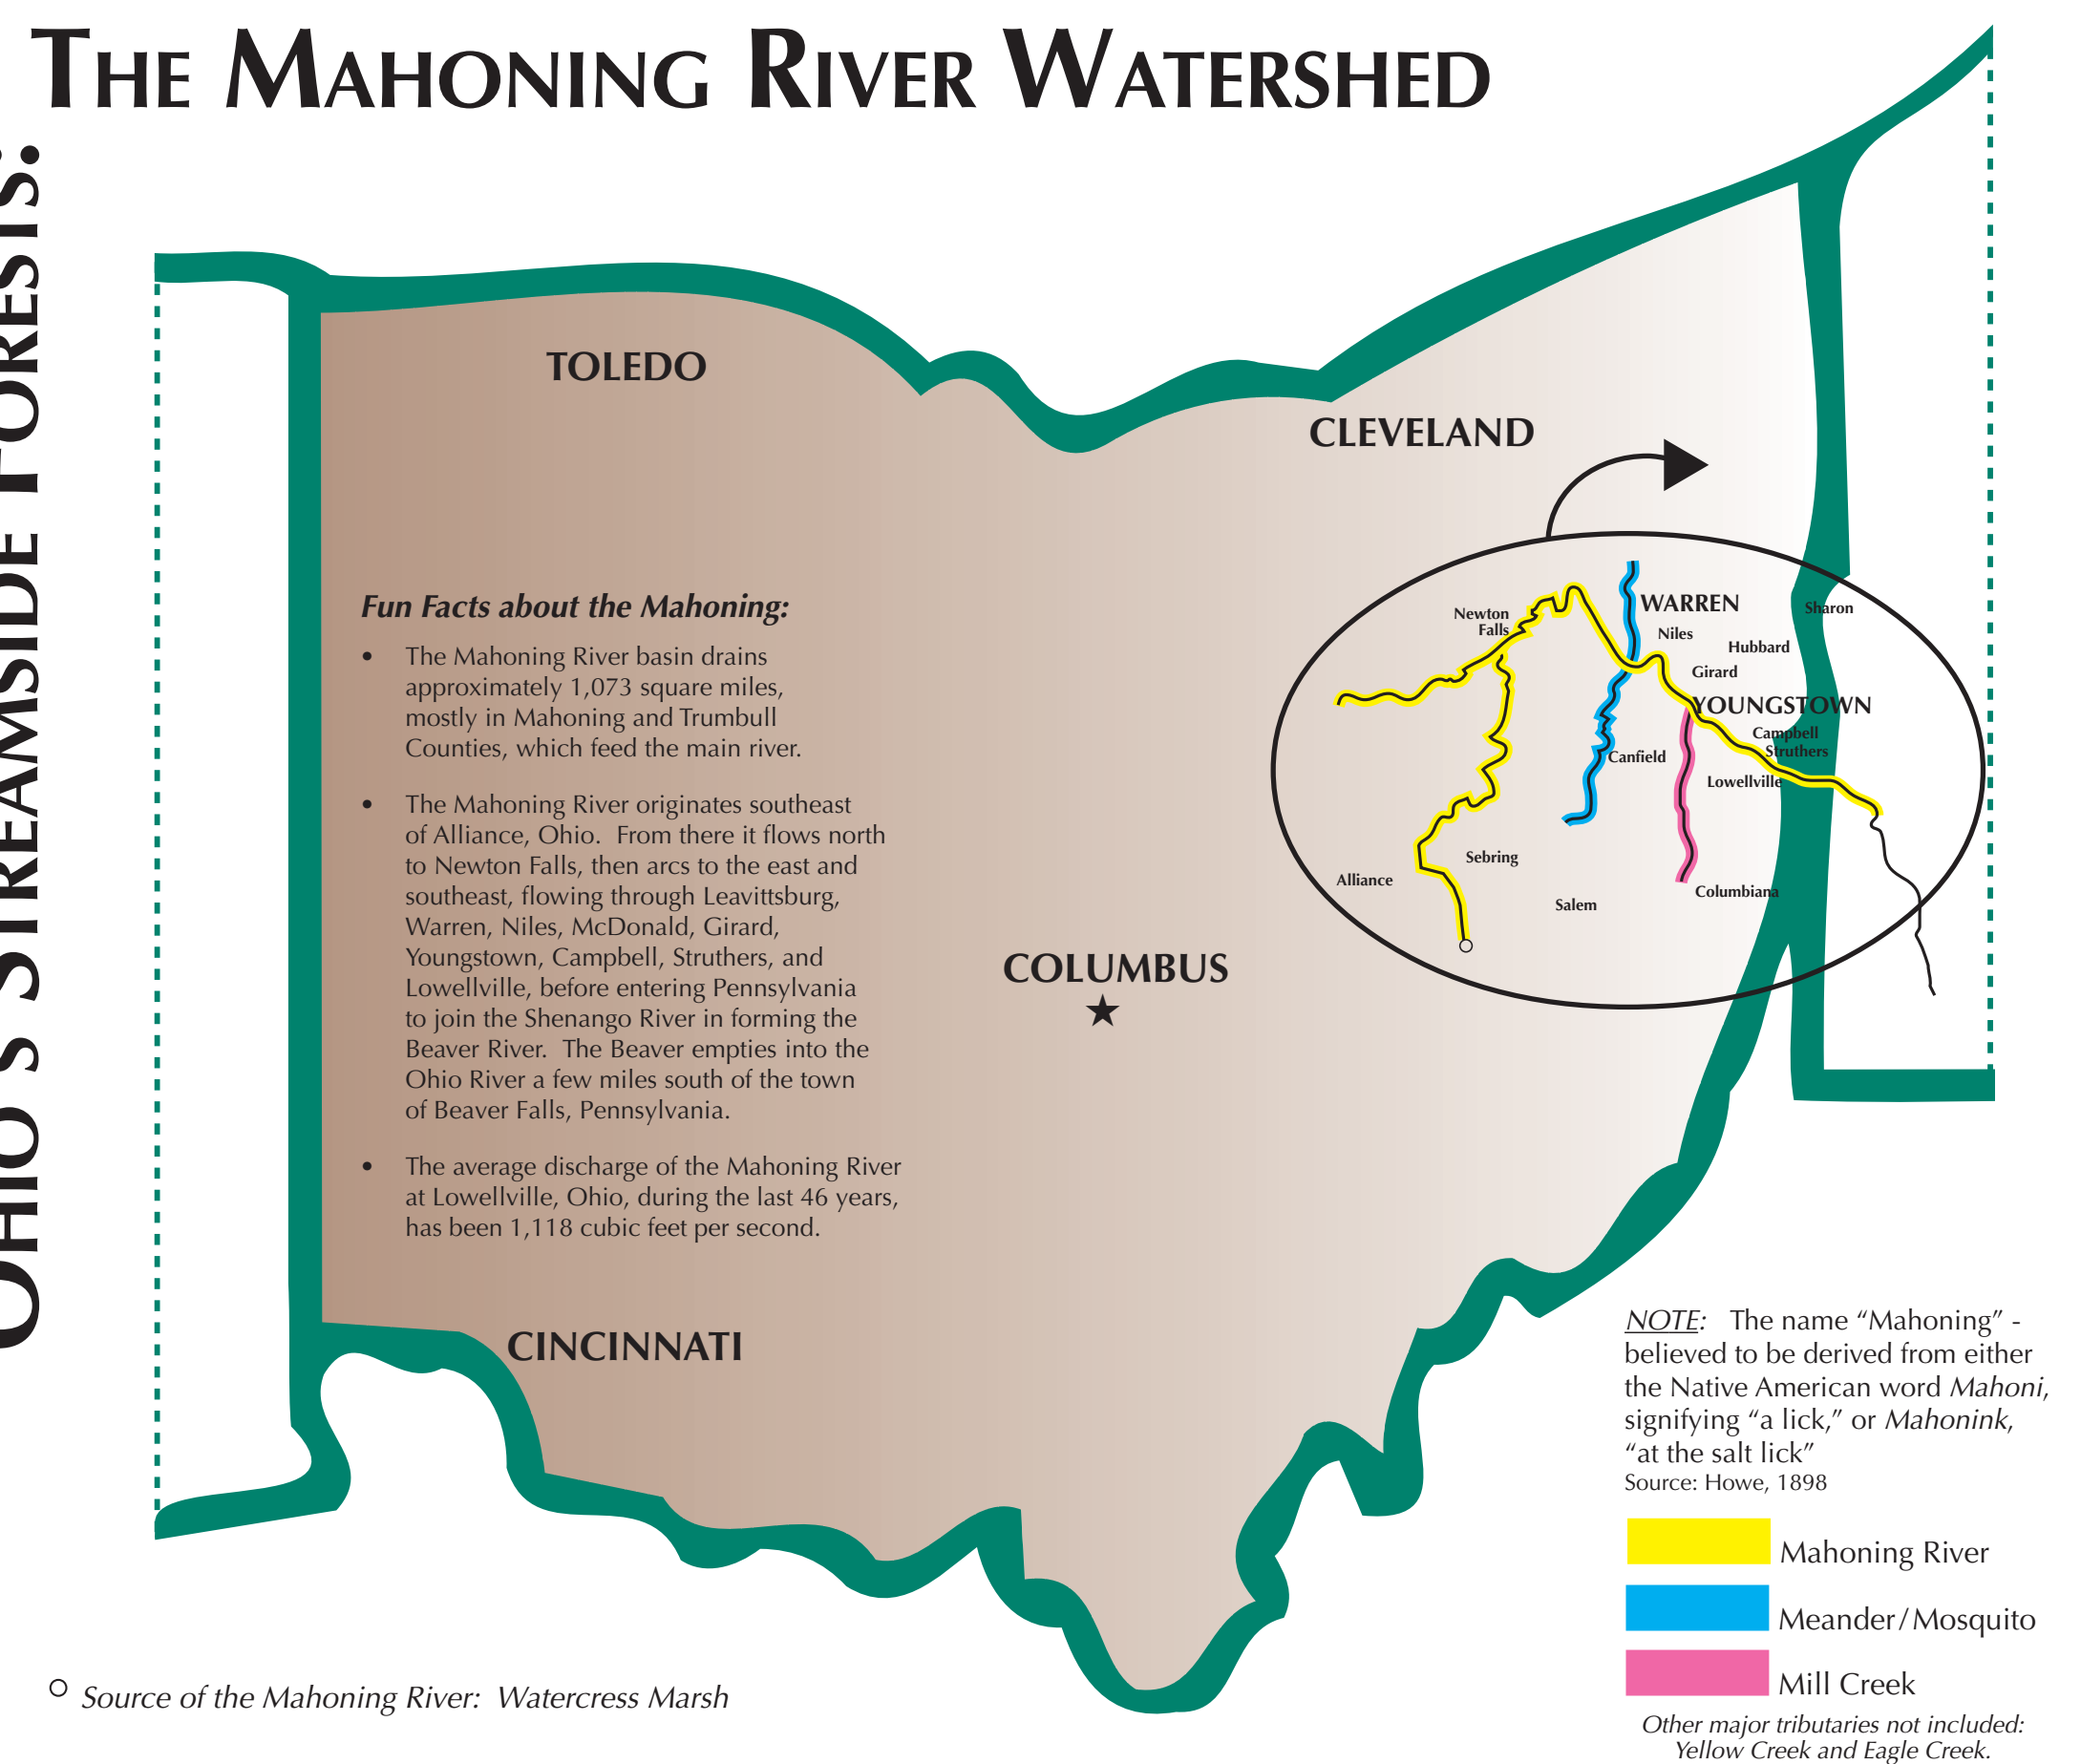 THE MAHONING RIVER WATERSHED
OHIO'S STREAMSIDE FORESTS:
TOLEDO
CLEVELAND
Fun Facts about the Mahoning:
• The Mahoning River basin drains
approximately 1,073 square miles,
mostly in Mahoning and Trumbull
Counties, which feed the main river.
• The Mahoning River originates southeast
of Alliance, Ohio. From there it flows north
to Newton Falls, then arcs to the east and
southeast, flowing through Leavittsburg,
Warren, Niles, McDonald, Girard,
Youngstown, Campbell, Struthers, and
Lowellville, before entering Pennsylvania
to join the Shenango River in forming the
Beaver River. The Beaver empties into the
Ohio River a few miles south of the town
of Beaver Falls, Pennsylvania.
• The average discharge of the Mahoning River
at Lowellville, Ohio, during the last 46 years,
has been 1,118 cubic feet per second.
Newton
Falls
WARREN
Sharon
Niles
Hubbard
Girard
YOUNGSTOWN
Campbell
Struthers
Canfield
Lowellville
Sebring
Alliance
Columbiana
Salem
COLUMBUS
CINCINNATI
NOTE: The name “Mahoning” -
believed to be derived from either
the Native American word Mahoni,
signifying “a lick,” or Mahonink,
“at the salt lick”
Source: Howe, 1898
Mahoning River
Meander/Mosquito
Mill Creek
Other major tributaries not included:
Yellow Creek and Eagle Creek.
Source of the Mahoning River: Watercress Marsh